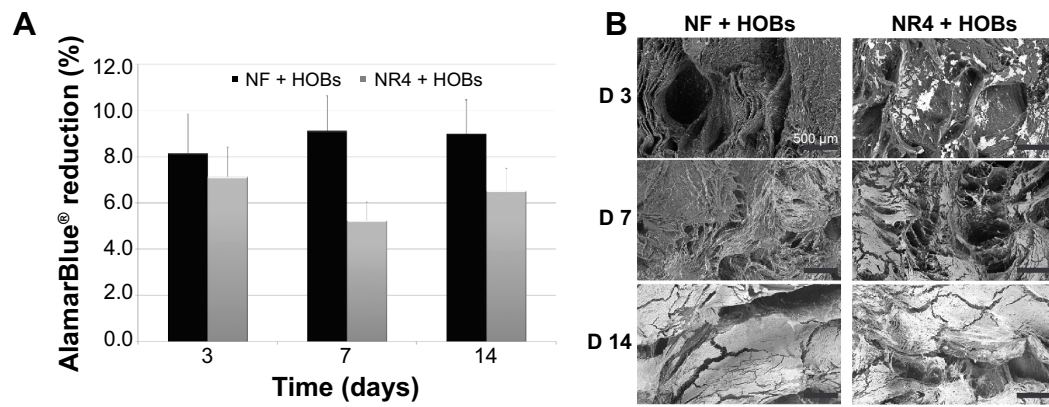 A
AlamarBlue® reduction (%)
12.0
10.0
8.0
6.0
4.0
2.0
0.0
NF + HOBs NR4 + HOBs
3 7 14
Time (days)
B
NF + HOBs NR4 + HOBs
D 3
500 µm
D 7
D 14